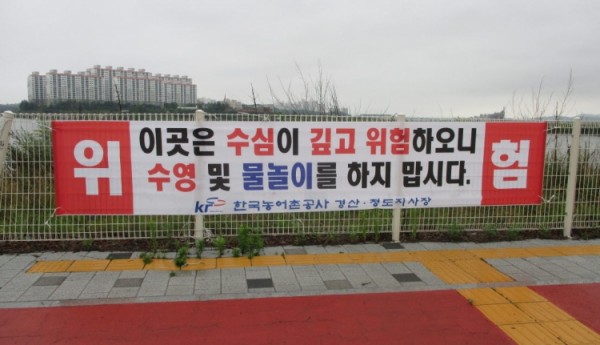 위험
이곳은 수심이 깊고 위험하오니
수영 및 물놀이를 하지 맙시다.
kr 한국농어촌공사 경산·청도지사장